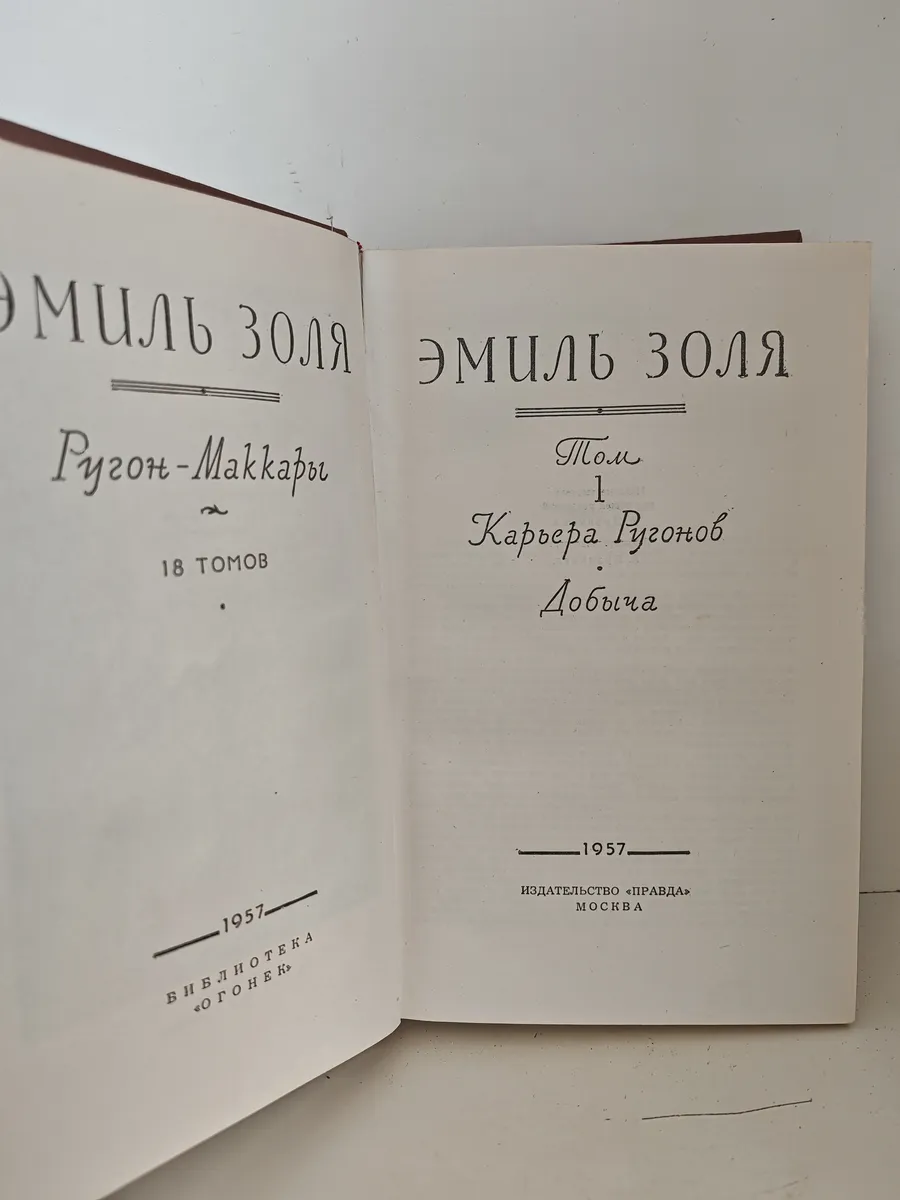 ЭМИЛЬ ЗОЛЯ
Ругон-Маккары
18 ТОМОВ
1957
БИБЛИОТЕКА
«ОГОНЕК»
ЭМИЛЬ ЗОЛЯ
Том
1
Карьера Ругонов
Добыча
1957
ИЗДАТЕЛЬСТВО «ПРАВДА»
МОСКВА